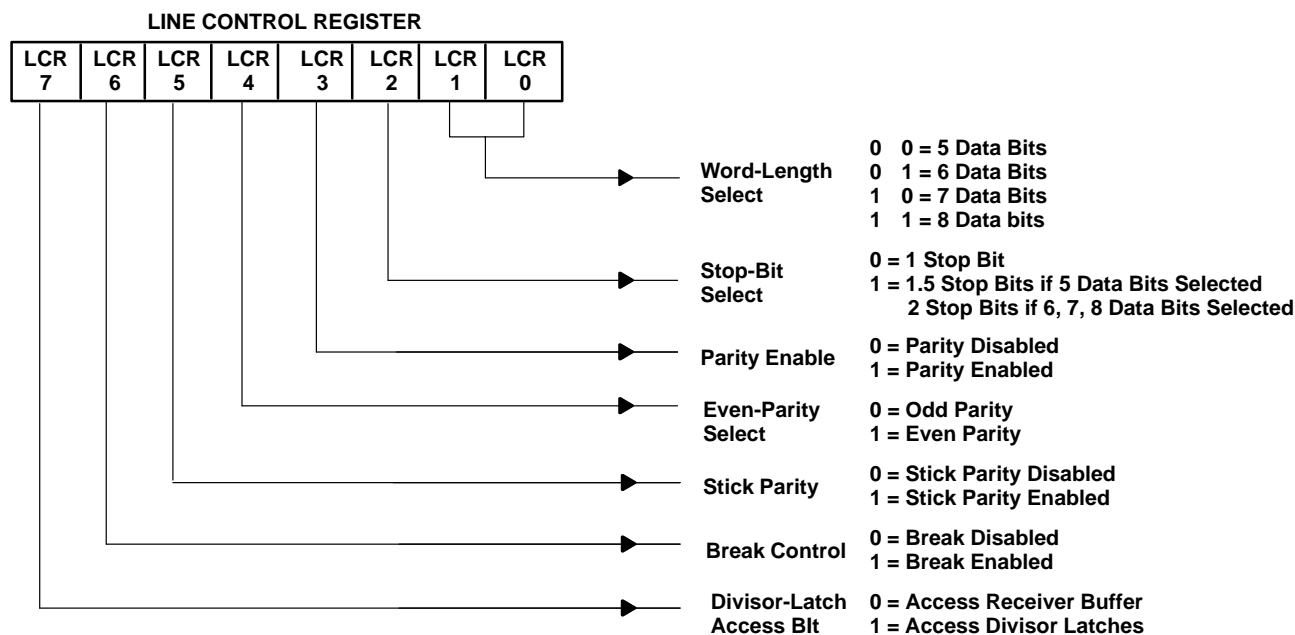 LINE CONTROL REGISTER
LCR LCR LCR LCR LCR LCR LCR LCR
7 6 5 4 3 2 1 0
Word-Length
Select
0 0 = 5 Data Bits
0 1 = 6 Data Bits
1 0 = 7 Data Bits
1 1 = 8 Data bits
Stop-Bit
Select
0 = 1 Stop Bit
1 = 1.5 Stop Bits if 5 Data Bits Selected
2 Stop Bits if 6, 7, 8 Data Bits Selected
Parity Enable
0 = Parity Disabled
1 = Parity Enabled
Even-Parity
Select
0 = Odd Parity
1 = Even Parity
Stick Parity
0 = Stick Parity Disabled
1 = Stick Parity Enabled
Break Control
0 = Break Disabled
1 = Break Enabled
Divisor-Latch
Access BIt
0 = Access Receiver Buffer
1 = Access Divisor Latches